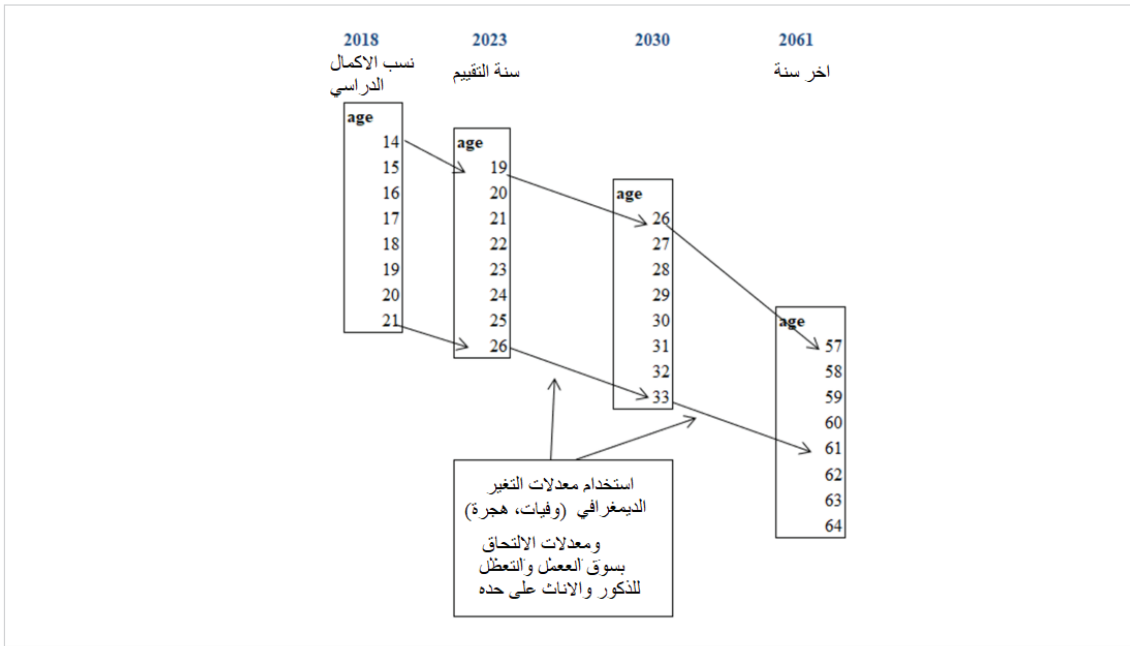 2018
2023
2030
2061
نسب الاكمال
الدراسي
سنة التقييم
اخر سنة
age
14
15
16
17
18
19
20
21
age
19
20
21
22
23
24
25
26
age
26
27
28
29
30
31
32
33
age
57
58
59
60
61
62
63
64
استخدام معدلات التغير
الديمغرافي (وفيات، هجرة)
ومعدلات الالتحاق
بسوق العمل والتعطل
للذكور والاناث على حده